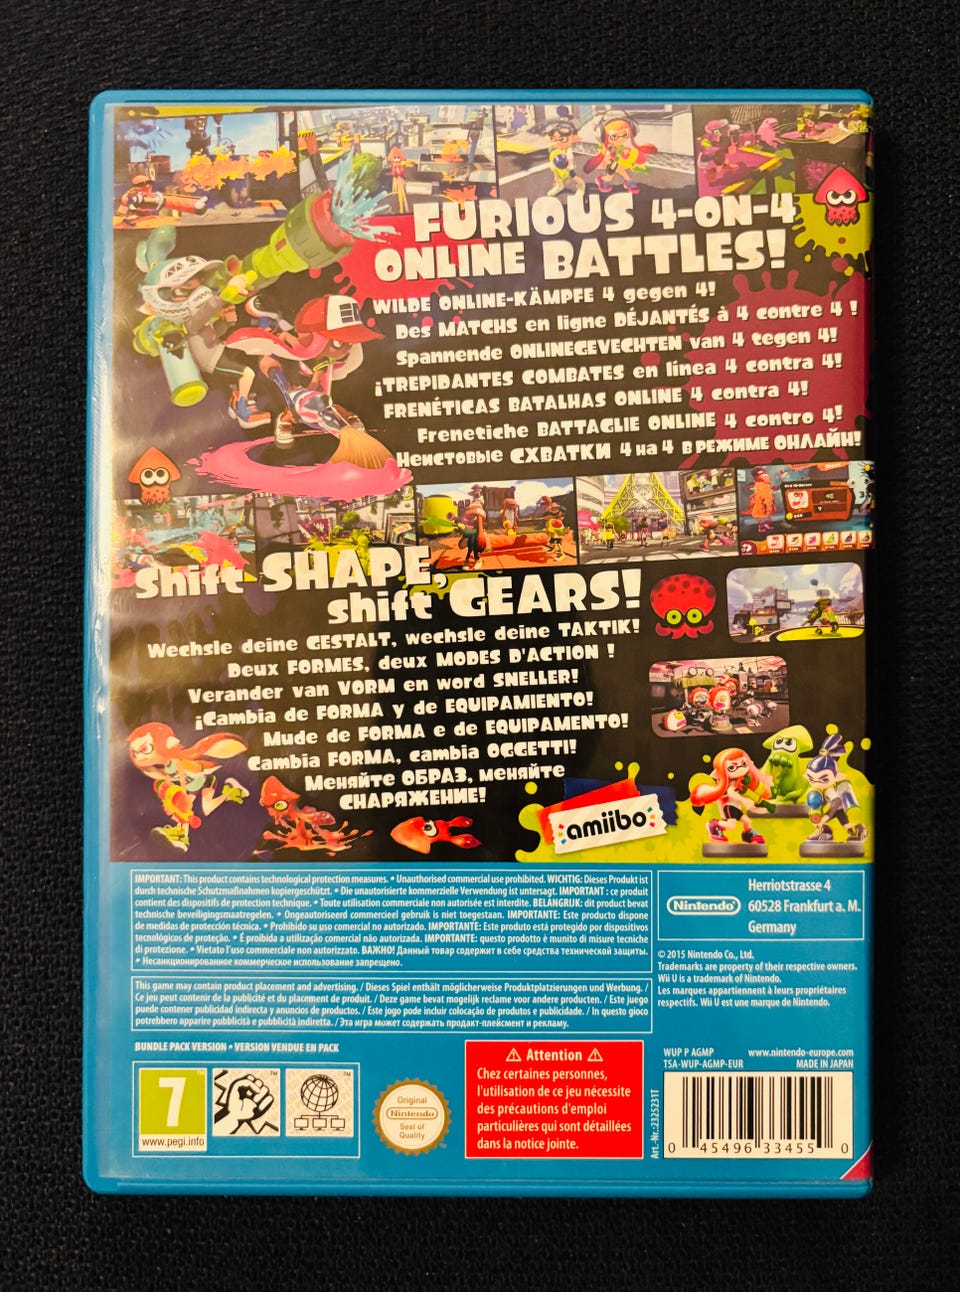 FURIOUS 4-ON-4
ONLINE BATTLES!
WILDE ONLINE-KÄMPFE 4 gegen 4!
Des MATCHS en ligne DÉJANTÉS à 4 contre 4 !
Spannende ONLINEGEVECHTEN van 4 tegen 4!
¡TREPIDANTES COMBATES en línea 4 contra 4!
FRENÉTICAS BATALHAS ONLINE 4 contra 4!
Frenetiche BATTAGLIE ONLINE 4 contro 4!
Неистовые СХВАТКИ 4 на 4 В РЕЖИМЕ ОНЛАЙН!
Shift SHAPE,
shift GEARS!
Wechsle deine GESTALT, wechsle deine TAKTIK!
Deux FORMES, deux MODES D'ACTION !
Verander van VORM en word SNELLER!
¡Cambia de FORMA y de EQUIPAMIENTO!
Mude de FORMA e de EQUIPAMENTO!
Cambia FORMA, cambia OGGETTI!
Меняйте ОБРАЗ, меняйте
СНАРЯЖЕНИЕ!
amiibo
IMPORTANT: This product contains technological protection measures. • Unauthorised commercial use prohibited. WICHTIG: Dieses Produkt ist
durch technische Schutzmaßnahmen kopiergeschützt. • Die unautorisierte kommerzielle Verwendung ist untersagt. IMPORTANT : ce produit
contient des dispositifs de protection technique. • Toute utilisation commerciale non autorisée est interdite. BELANGRIJK: dit product bevat
technische beveiligingsmaatregelen. • Ongeautoriseerd commercieel gebruik is niet toegestaan. IMPORTANTE: Este producto dispone
de medidas de protección técnica. • Prohibido su uso comercial no autorizado. IMPORTANTE: Este produto está protegido por dispositivos
tecnológicos de proteção. • É proibida a utilização comercial não autorizada. IMPORTANTE: questo prodotto è munito di misure tecniche
di protezione. • Vietato l'uso commerciale non autorizzato. ВАЖНО! Данный товар содержит в себе средства технической защиты.
• Несанкционированное коммерческое использование запрещено.
Nintendo
Herriotstrasse 4
60528 Frankfurt a. M.
Germany
© 2015 Nintendo Co., Ltd.
Trademarks are property of their respective owners.
Wii U is a trademark of Nintendo.
Les marques appartiennent à leurs propriétaires
respectifs. Wii U est une marque de Nintendo.
This game may contain product placement and advertising. / Dieses Spiel enthält möglicherweise Produktplatzierungen und Werbung. /
Ce jeu peut contenir de la publicité et du placement de produit. / Deze game bevat mogelijk reclame voor andere producten. / Este juego
puede contener publicidad indirecta y anuncios de productos. / Este jogo pode incluir colocação de produtos e publicidade. / In questo gioco
potrebbero apparire pubblicità e pubblicità indiretta. / Эта игра может содержать продакт-плейсмент и рекламу.
BUNDLE PACK VERSION • VERSION VENDUE EN PACK
7
www.pegi.info
Original
Nintendo
Seal of
Quality
⚠ Attention ⚠
Chez certaines personnes,
l'utilisation de ce jeu nécessite
des précautions d'emploi
particulières qui sont détaillées
dans la notice jointe.
WUP P AGMP
TSA-WUP-AGMP-EUR
www.nintendo-europe.com
MADE IN JAPAN
Art.-Nr.:2325231T
0 45496 33455 0